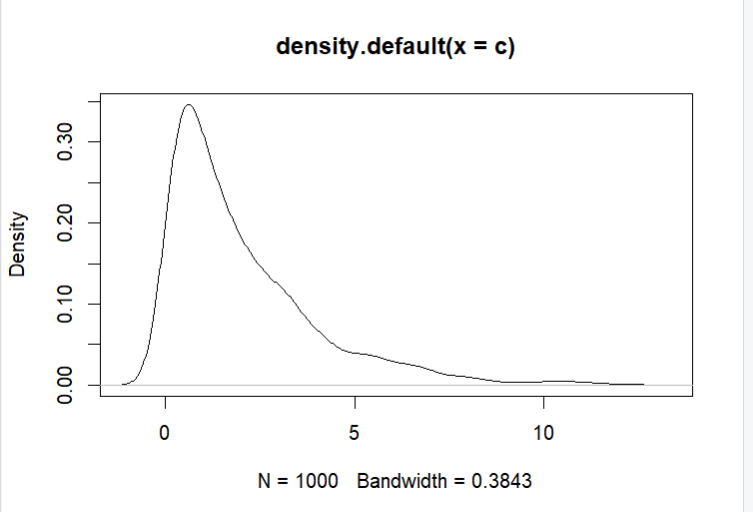 density.default(x = c)
Density
0.30
0.20
0.10
0.00
0 5 10
N = 1000 Bandwidth = 0.3843